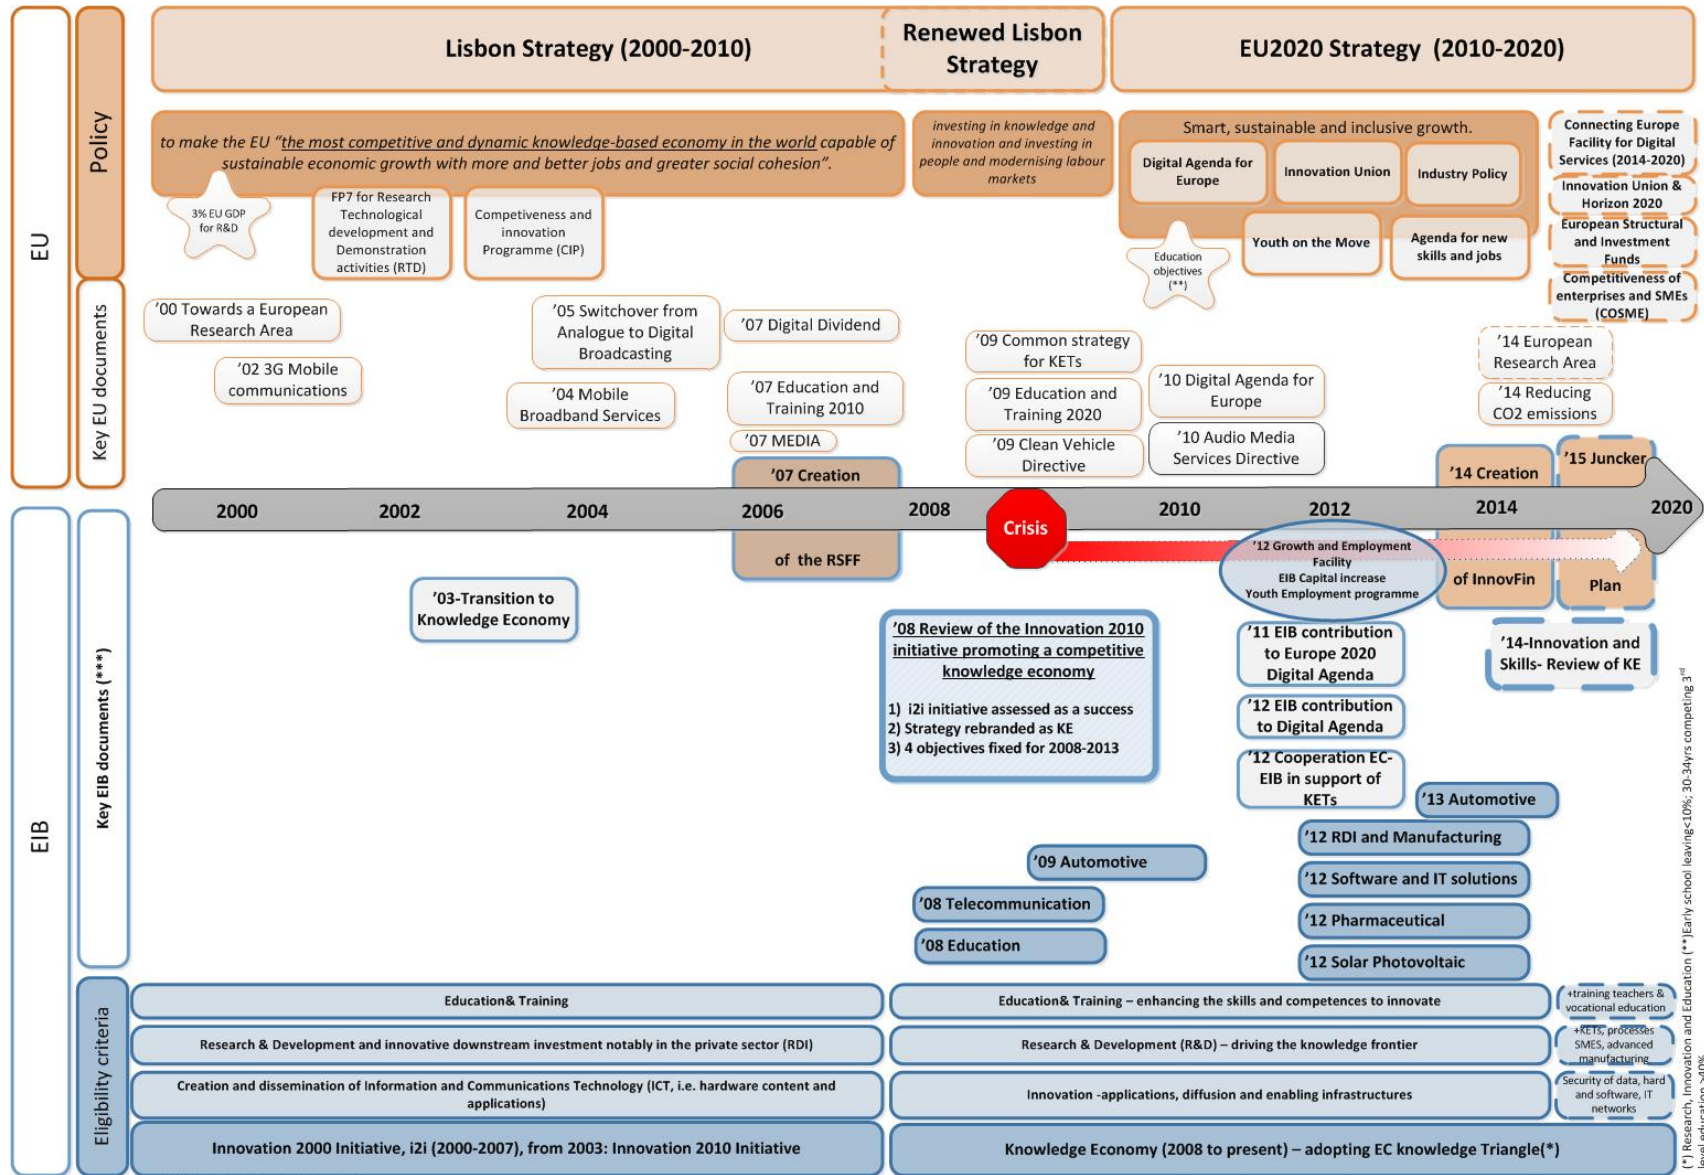 EU
Policy
Key EU documents
Lisbon Strategy (2000-2010)
Renewed Lisbon
Strategy
EU2020 Strategy (2010-2020)
to make the EU “the most competitive and dynamic knowledge-based economy in the world capable of
sustainable economic growth with more and better jobs and greater social cohesion”.
3% EU GDP
for R&D
FP7 for Research
Technological
development and
Demonstration
activities (RTD)
Competiveness and
innovation
Programme (CIP)
investing in knowledge and
innovation and investing in
people and modernising labour
markets
Smart, sustainable and inclusive growth.
Digital Agenda for
Europe
Innovation Union
Industry Policy
Education
objectives
(**)
Youth on the Move
Agenda for new
skills and jobs
Connecting Europe
Facility for Digital
Services (2014-2020)
Innovation Union &
Horizon 2020
European Structural
and Investment
Funds
Competitiveness of
enterprises and SMEs
(COSME)
’00 Towards a European
Research Area
’02 3G Mobile
communications
’05 Switchover from
Analogue to Digital
Broadcasting
’04 Mobile
Broadband Services
’07 Digital Dividend
’07 Education and
Training 2010
’07 MEDIA
’09 Common strategy
for KETs
’09 Education and
Training 2020
’09 Clean Vehicle
Directive
’10 Digital Agenda for
Europe
’10 Audio Media
Services Directive
’14 European
Research Area
’14 Reducing
CO2 emissions
’07 Creation
of the RSFF
’14 Creation
of InnovFin
’15 Juncker
Plan
2000
2002
2004
2006
2008
Crisis
2010
2012
2014
2020
EIB
Key EIB documents (***)
Eligibility criteria
’03-Transition to
Knowledge Economy
’12 Growth and Employment
Facility
EIB Capital increase
Youth Employment programme
’08 Review of the Innovation 2010
initiative promoting a competitive
knowledge economy
1) i2i initiative assessed as a success
2) Strategy rebranded as KE
3) 4 objectives fixed for 2008-2013
’11 EIB contribution
to Europe 2020
Digital Agenda
’12 EIB contribution
to Digital Agenda
’12 Cooperation EC-
EIB in support of
KETs
’14-Innovation and
Skills- Review of KE
’13 Automotive
’12 RDI and Manufacturing
’09 Automotive
’12 Software and IT solutions
’08 Telecommunication
’12 Pharmaceutical
’08 Education
’12 Solar Photovoltaic
Education& Training
Education& Training – enhancing the skills and competences to innovate
+training teachers &
vocational education
Research & Development and innovative downstream investment notably in the private sector (RDI)
Research & Development (R&D) – driving the knowledge frontier
+KETs, processes
SMES, advanced
manufacturing
Creation and dissemination of Information and Communications Technology (ICT, i.e. hardware content and
applications)
Innovation -applications, diffusion and enabling infrastructures
Security of data, hard
and software, IT
networks
Innovation 2000 Initiative, i2i (2000-2007), from 2003: Innovation 2010 Initiative
Knowledge Economy (2008 to present) – adopting EC knowledge Triangle(*)
(*) Research, Innovation and Education (**)Early school leaving<10%; 30-34yrs competing 3rd
level education >40%